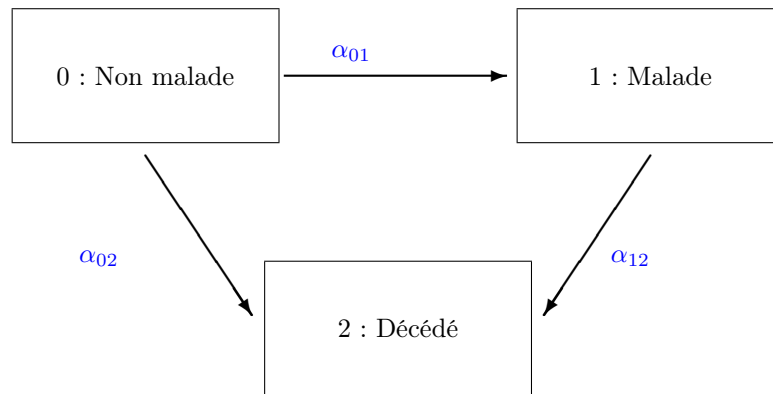 α₀₁
0 : Non malade
1 : Malade
α₀₂
α₁₂
2 : Décédé